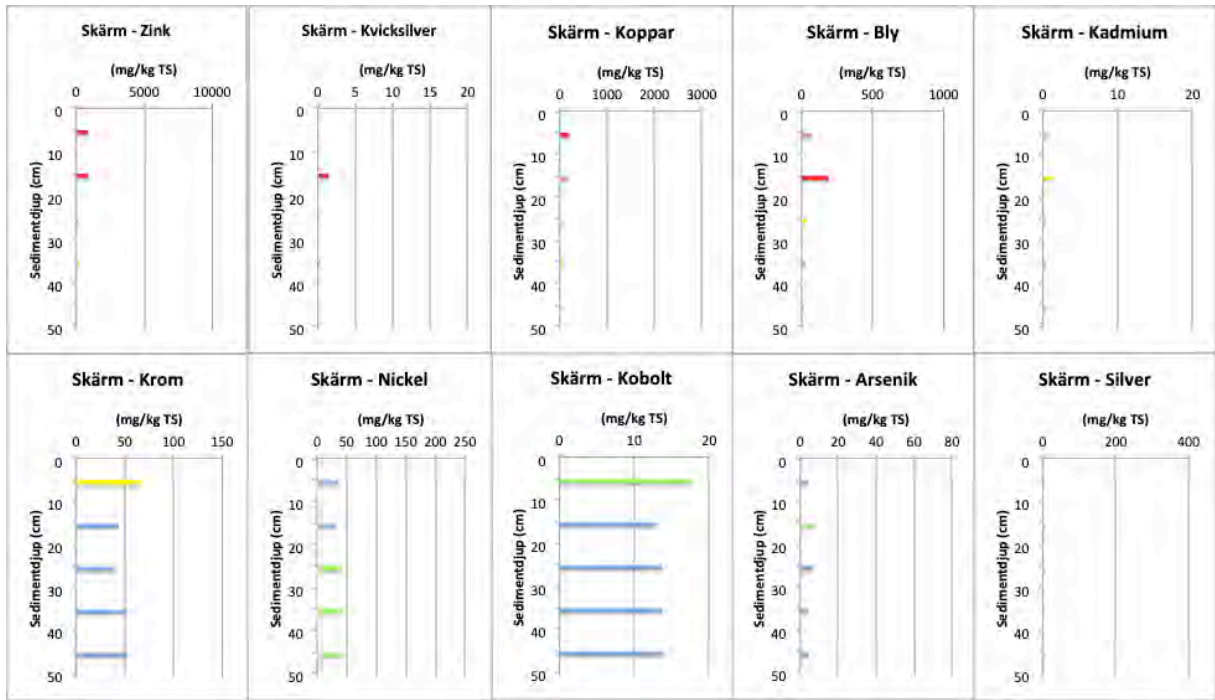 Skärm - Zink
(mg/kg TS)
0 5000 10000
Sedimentdjup (cm)
0
10
20
30
40
50
Skärm - Kvicksilver
(mg/kg TS)
0 5 10 15 20
Sedimentdjup (cm)
0
10
20
30
40
50
Skärm - Koppar
(mg/kg TS)
0 1000 2000 3000
Sedimentdjup (cm)
0
10
20
30
40
50
Skärm - Bly
(mg/kg TS)
0 500 1000
Sedimentdjup (cm)
0
10
20
30
40
50
Skärm - Kadmium
(mg/kg TS)
0 10 20
Sedimentdjup (cm)
0
10
20
30
40
50
Skärm - Krom
(mg/kg TS)
0 50 100 150
Sedimentdjup (cm)
0
10
20
30
40
50
Skärm - Nickel
(mg/kg TS)
0 50 100 150 200 250
Sedimentdjup (cm)
0
10
20
30
40
50
Skärm - Kobolt
(mg/kg TS)
0 10 20
Sedimentdjup (cm)
0
10
20
30
40
50
Skärm - Arsenik
(mg/kg TS)
0 20 40 60 80
Sedimentdjup (cm)
0
10
20
30
40
50
Skärm - Silver
(mg/kg TS)
0 200 400
Sedimentdjup (cm)
0
10
20
30
40
50